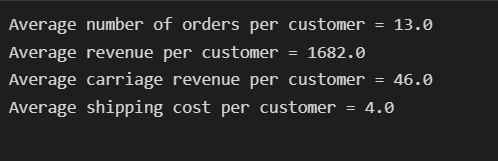 Average number of orders per customer = 13.0
Average revenue per customer = 1682.0
Average carriage revenue per customer = 46.0
Average shipping cost per customer = 4.0